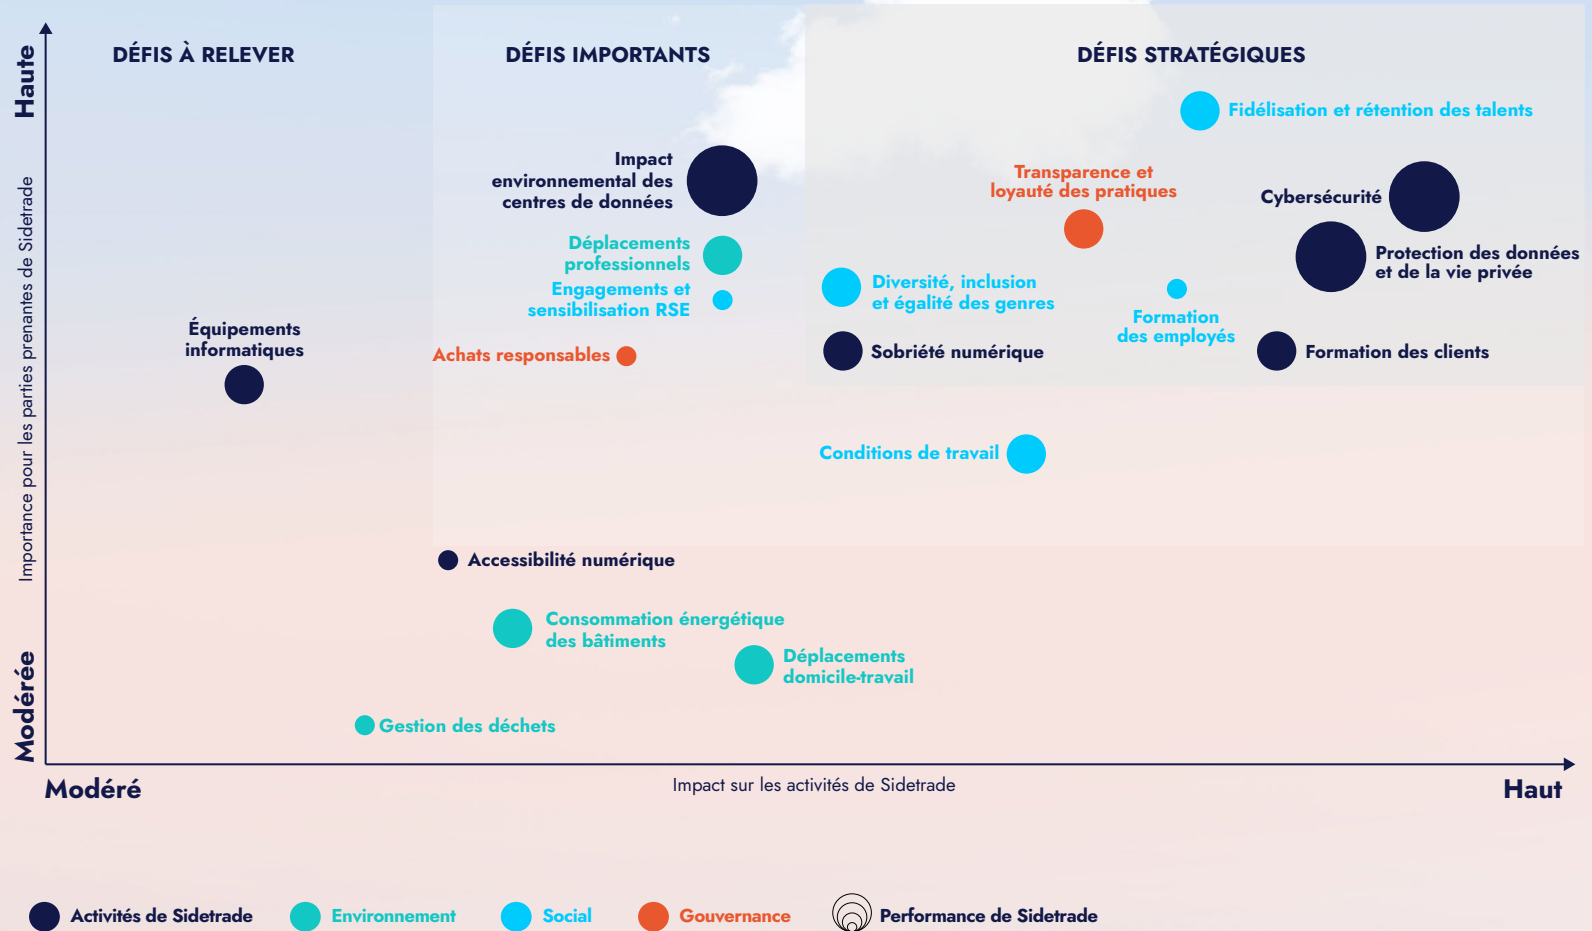 DÉFIS À RELEVER
DÉFIS IMPORTANTS
DÉFIS STRATÉGIQUES
Haute
Importance pour les parties prenantes de Sidetrade
Modérée
Fidélisation et rétention des talents
Impact
environnemental des
centres de données
Transparence et
loyauté des pratiques
Cybersécurité
Déplacements
professionnels
Protection des données
et de la vie privée
Engagements et
sensibilisation RSE
Diversité, inclusion
et égalité des genres
Formation
des employés
Équipements
informatiques
Achats responsables
Sobriété numérique
Formation des clients
Conditions de travail
Accessibilité numérique
Consommation énergétique
des bâtiments
Déplacements
domicile-travail
Gestion des déchets
Modéré
Impact sur les activités de Sidetrade
Haut
Activités de Sidetrade
Environnement
Social
Gouvernance
Performance de Sidetrade